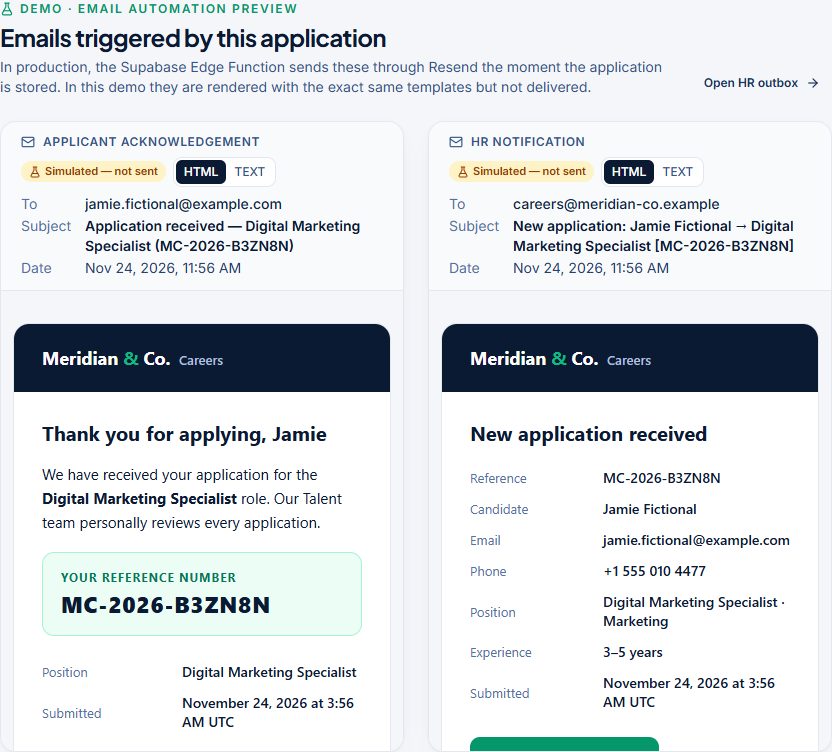 DEMO · EMAIL AUTOMATION PREVIEW
Emails triggered by this application
In production, the Supabase Edge Function sends these through Resend the moment the application
is stored. In this demo they are rendered with the exact same templates but not delivered.
Open HR outbox →
APPLICANT ACKNOWLEDGEMENT
Simulated — not sent HTML TEXT
To jamie.fictional@example.com
Subject Application received — Digital Marketing
Specialist (MC-2026-B3ZN8N)
Date Nov 24, 2026, 11:56 AM
Meridian & Co. Careers
Thank you for applying, Jamie
We have received your application for the
Digital Marketing Specialist role. Our Talent
team personally reviews every application.
YOUR REFERENCE NUMBER
MC-2026-B3ZN8N
Position Digital Marketing Specialist
Submitted November 24, 2026 at 3:56
AM UTC
HR NOTIFICATION
Simulated — not sent HTML TEXT
To careers@meridian-co.example
Subject New application: Jamie Fictional → Digital
Marketing Specialist [MC-2026-B3ZN8N]
Date Nov 24, 2026, 11:56 AM
Meridian & Co. Careers
New application received
Reference MC-2026-B3ZN8N
Candidate Jamie Fictional
Email jamie.fictional@example.com
Phone +1 555 010 4477
Position Digital Marketing Specialist ·
Marketing
Experience 3–5 years
Submitted November 24, 2026 at 3:56
AM UTC